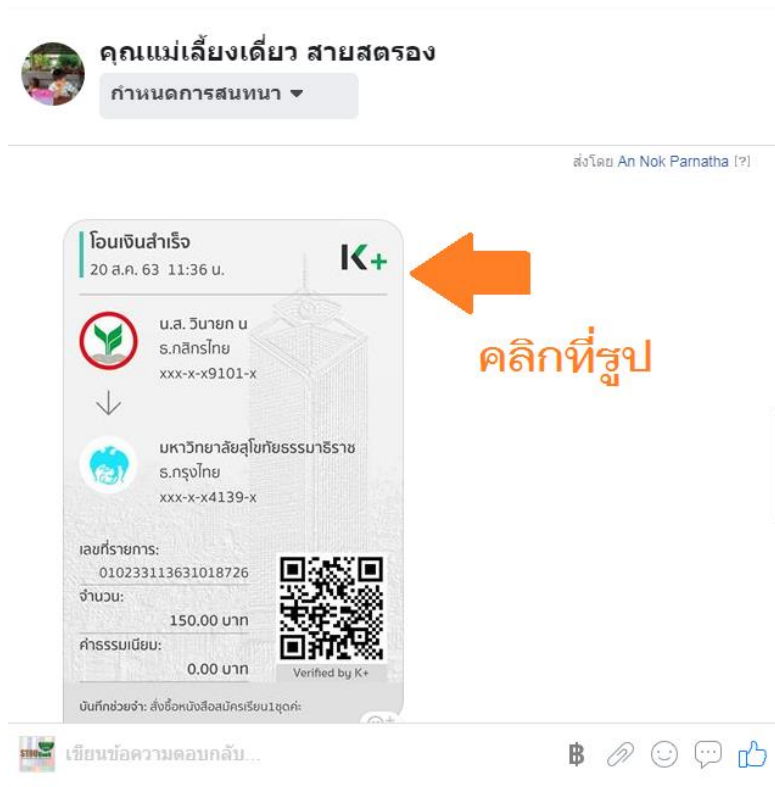 คุณแม่เลี้ยงเดี่ยว สายสตรอง
กำหนดการสนทนา
ส่งโดย An Nok Parnatha [?]
โอนเงินสำเร็จ
20 ส.ค. 63 11:36 น.
K+
น.ส. วินายก น
ธ.กสิกรไทย
xxx-x-x9101-x
มหาวิทยาลัยสุโขทัยธรรมาธิราช
ธ.กรุงไทย
xxx-x-x4139-x
คลิกที่รูป
เลขที่รายการ:
010233113631018726
จำนวน:
150.00 บาท
ค่าธรรมเนียม:
0.00 บาท
Verified by K+
บันทึกช่วยจำ: สั่งซื้อหนังสือสมัครเรียน1ชุดค่ะ
เขียนข้อความตอบกลับ...